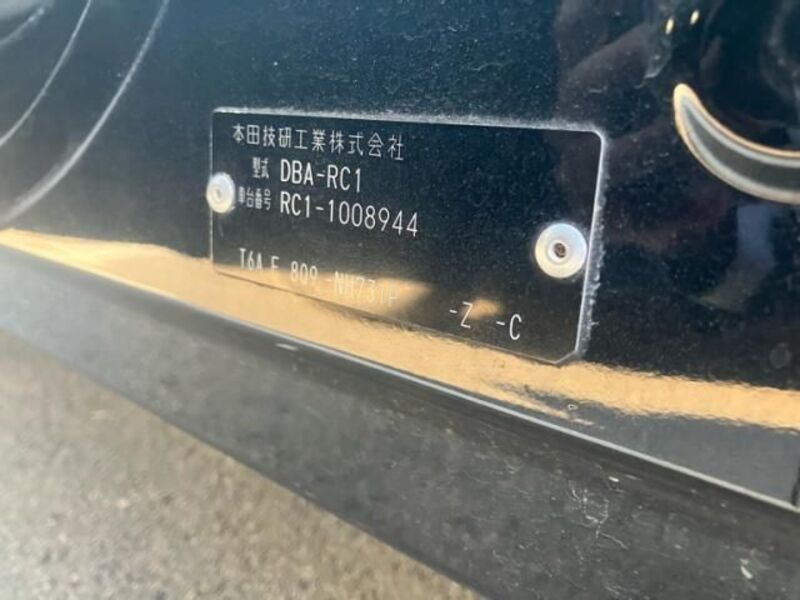 本田技研工業株式会社
型式 DBA-RC1
車台番号 RC1-1008944
T6A E 809 -NH731P -Z -C